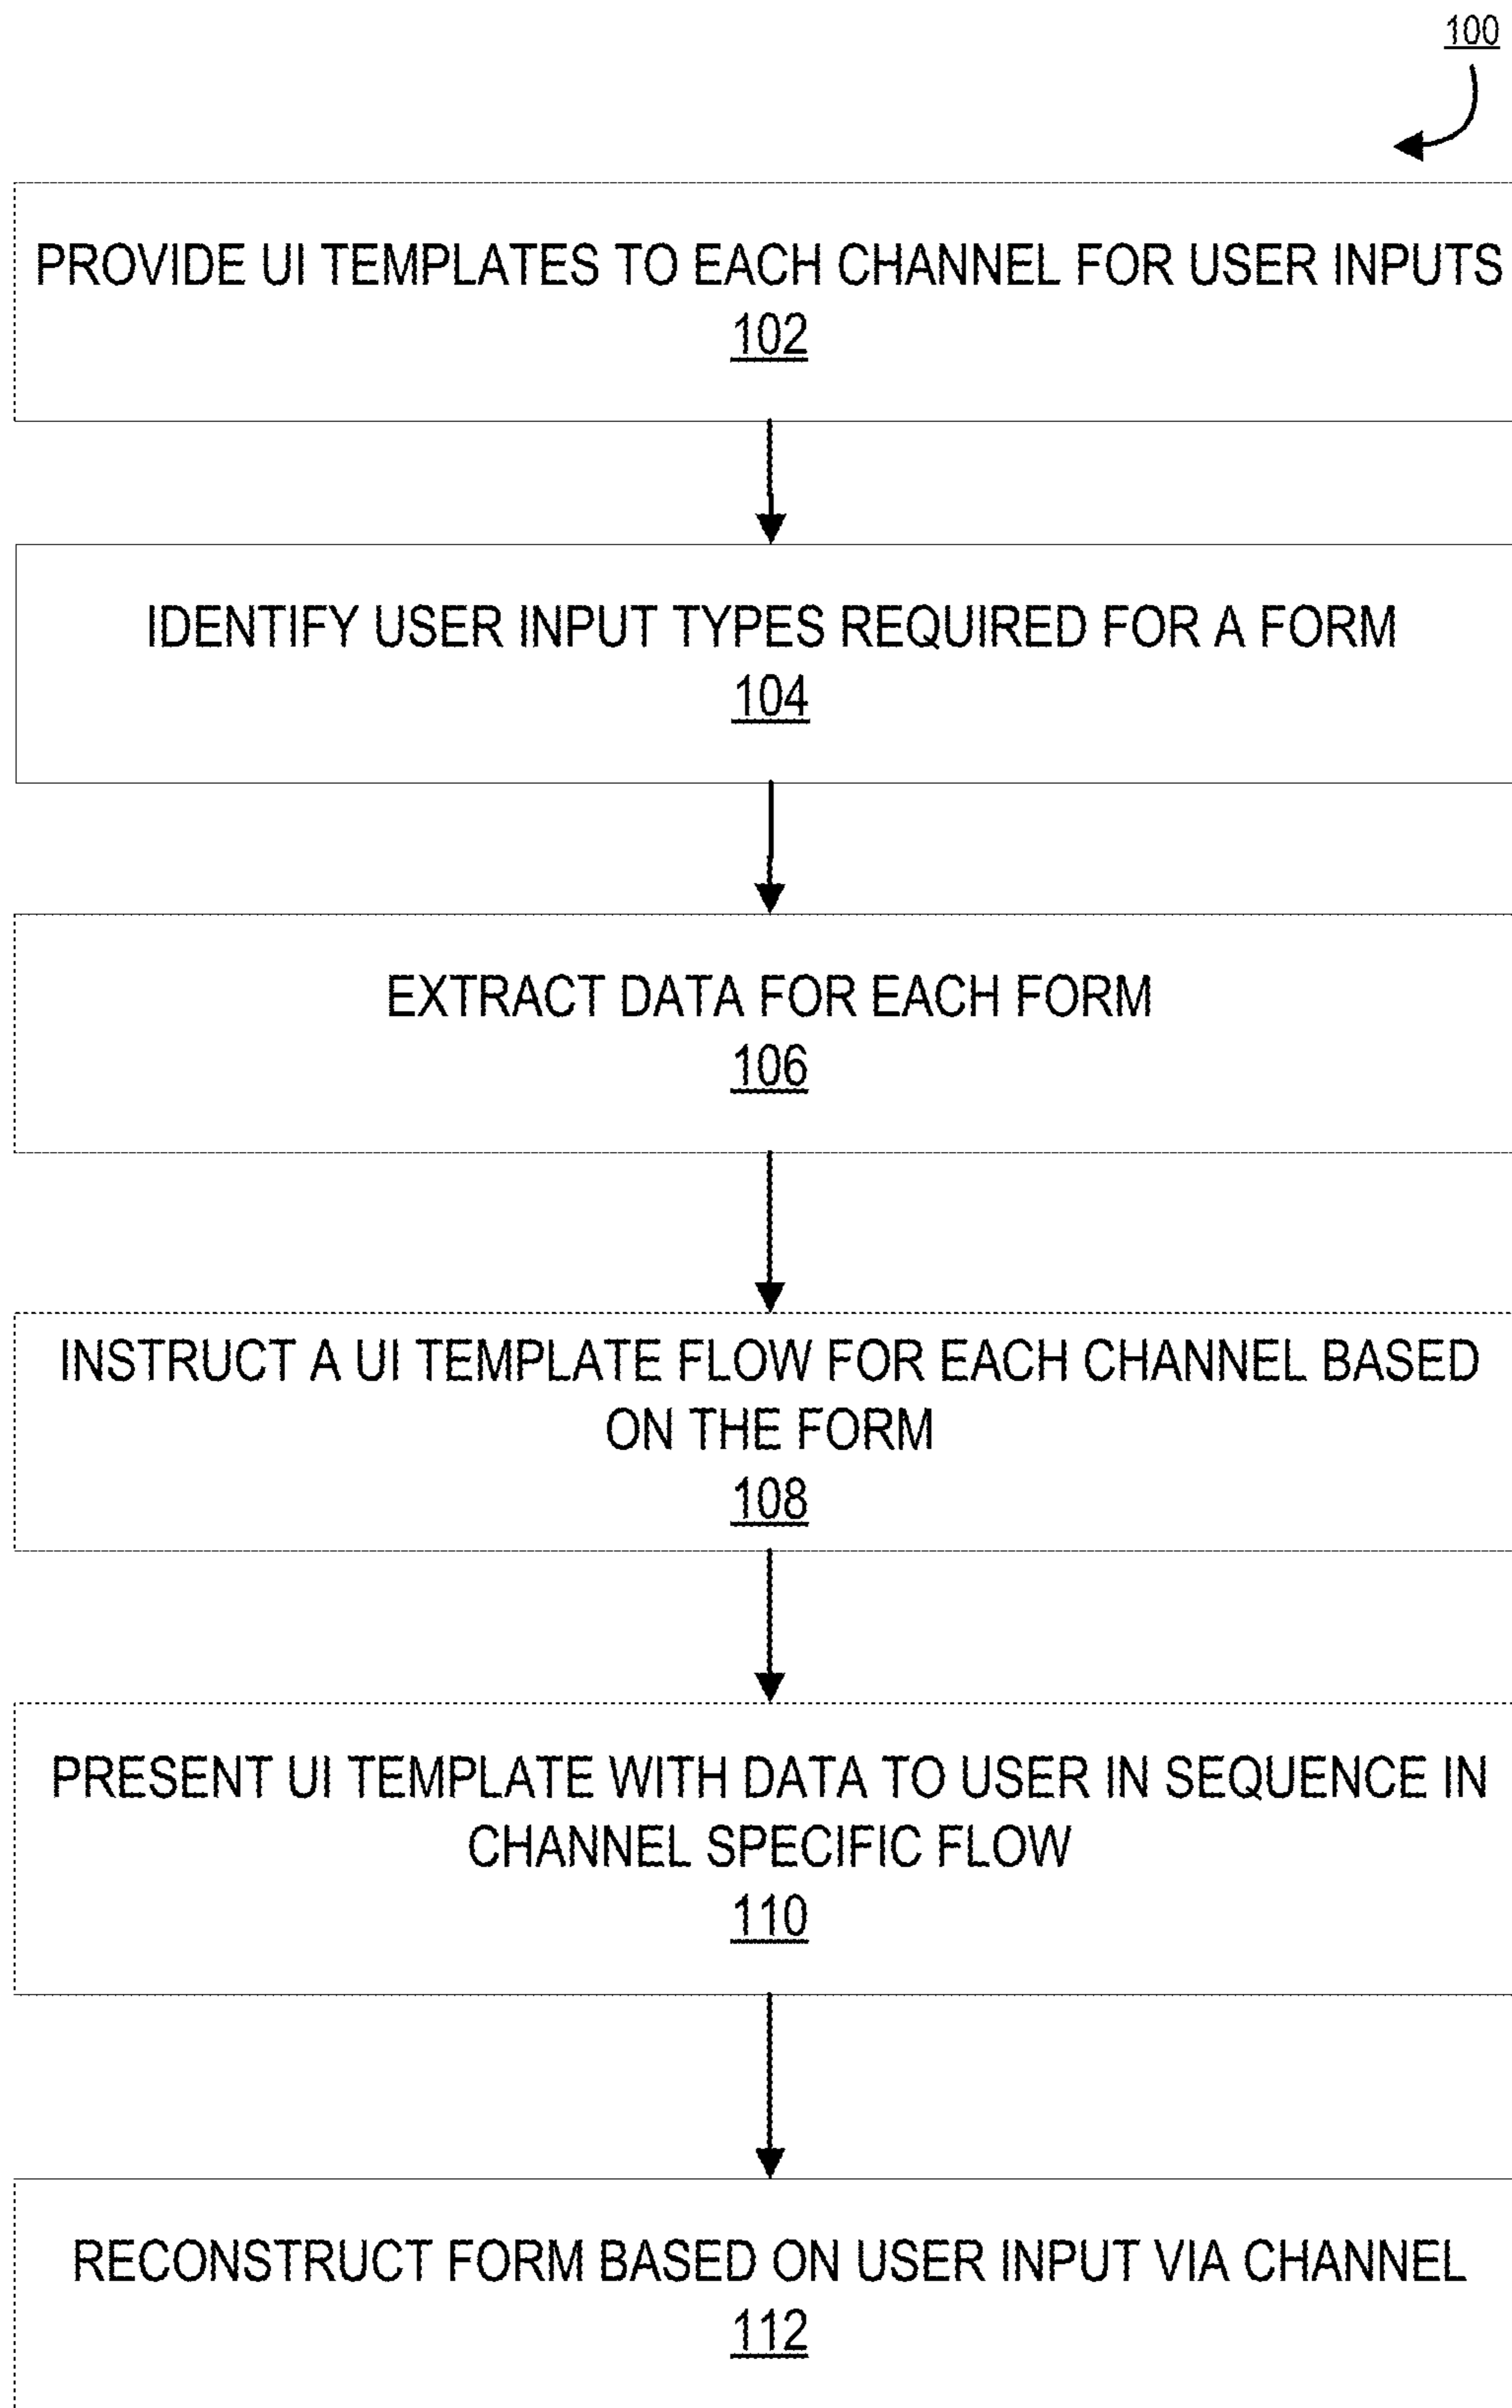 100
PROVIDE UI TEMPLATES TO EACH CHANNEL FOR USER INPUTS
102
IDENTIFY USER INPUT TYPES REQUIRED FOR A FORM
104
EXTRACT DATA FOR EACH FORM
106
INSTRUCT A UI TEMPLATE FLOW FOR EACH CHANNEL BASED
ON THE FORM
108
PRESENT UI TEMPLATE WITH DATA TO USER IN SEQUENCE IN
CHANNEL SPECIFIC FLOW
110
RECONSTRUCT FORM BASED ON USER INPUT VIA CHANNEL
112